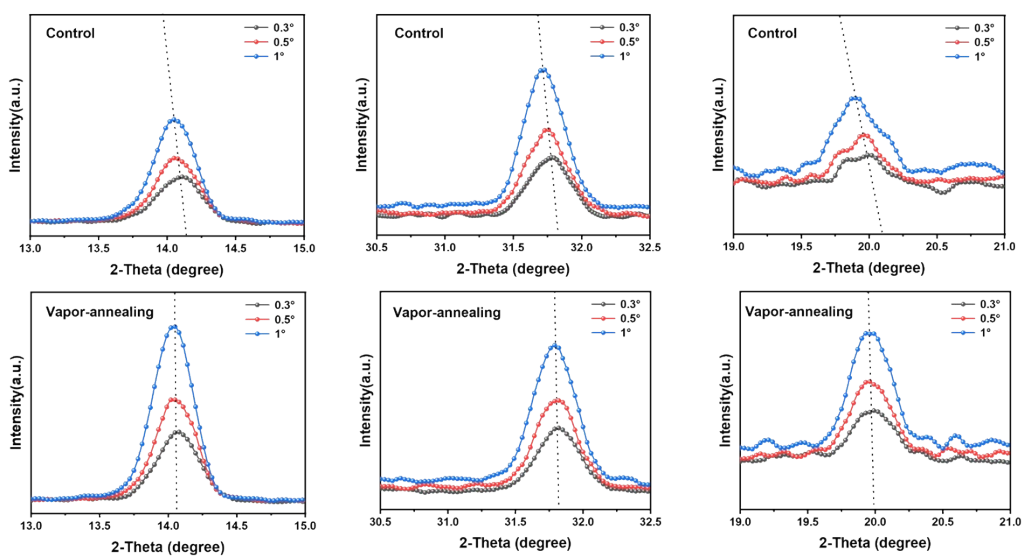 Control
0.3°
0.5°
1°
Intensity(a.u.)
13.0 13.5 14.0 14.5 15.0
2-Theta (degree)
Control
0.3°
0.5°
1°
Intensity(a.u.)
30.5 31.0 31.5 32.0 32.5
2-Theta (degree)
Control
0.3°
0.5°
1°
Intensity(a.u.)
19.0 19.5 20.0 20.5 21.0
2-Theta (degree)
Vapor-annealing
0.3°
0.5°
1°
Intensity(a.u.)
13.0 13.5 14.0 14.5 15.0
2-Theta (degree)
Vapor-annealing
0.3°
0.5°
1°
Intensity(a.u.)
30.5 31.0 31.5 32.0 32.5
2-Theta (degree)
Vapor-annealing
0.3°
0.5°
1°
Intensity(a.u.)
19.0 19.5 20.0 20.5 21.0
2-Theta (degree)